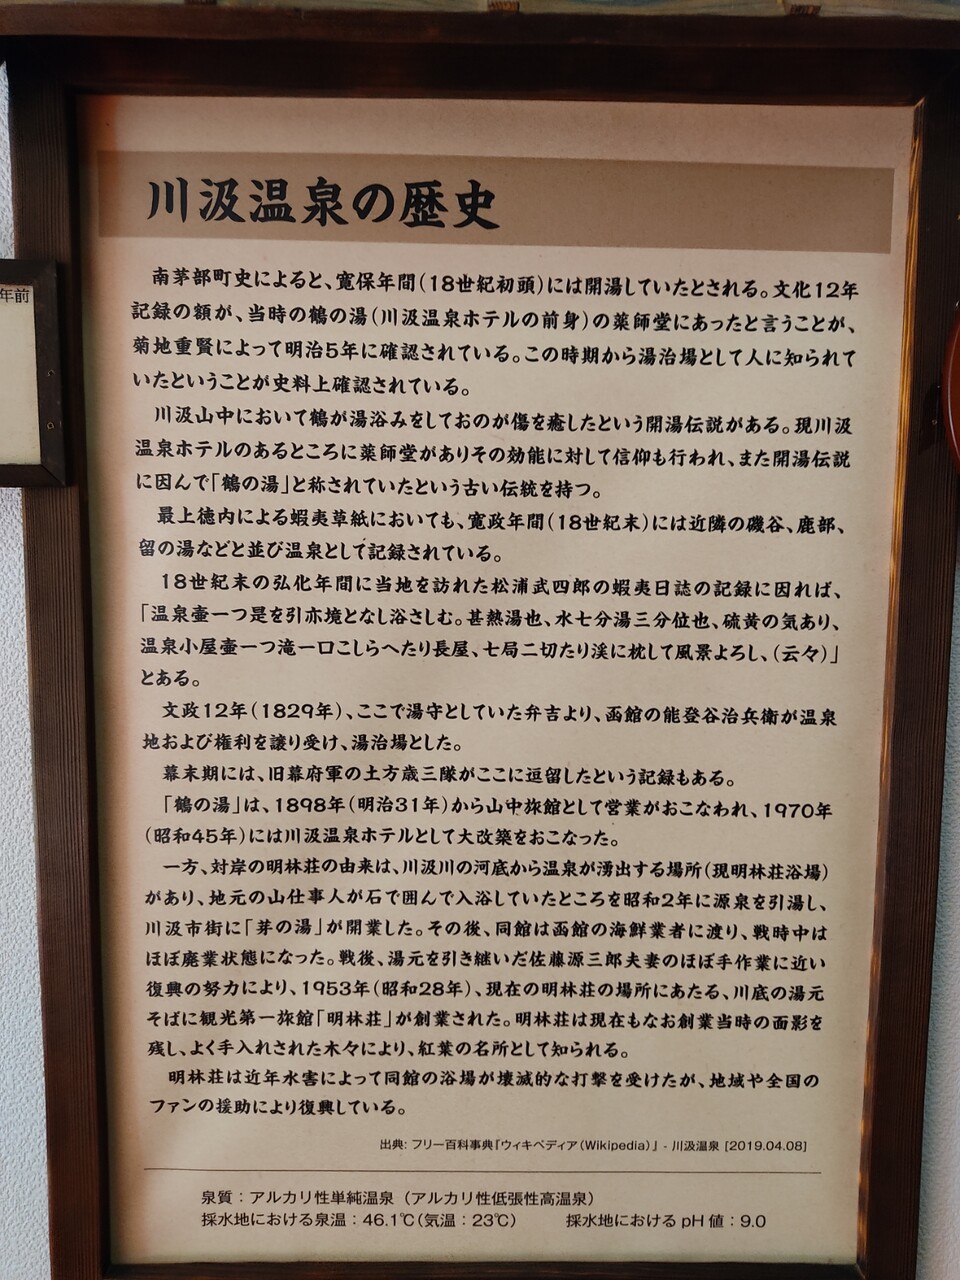 川汲温泉の歴史
南茅部町史によると、寛保年間(18世紀初頭)には開湯していたとされる。文化12年
記録の額が、当時の鶴の湯(川汲温泉ホテルの前身)の薬師堂にあったと言うことが、
菊地重賢によって明治5年に確認されている。この時期から湯治場として人に知られて
いたということが史料上確認されている。
川汲山中において鶴が湯浴みをしておのが傷を癒したという開湯伝説がある。現川汲
温泉ホテルのあるところに薬師堂がありその効能に対して信仰も行われ、また開湯伝説
に因んで「鶴の湯」と称されていたという古い伝統を持つ。
最上徳内による蝦夷草紙においても、寛政年間(18世紀末)には近隣の磯谷、鹿部、
留の湯などと並び温泉として記録されている。
18世紀末の弘化年間に当地を訪れた松浦武四郎の蝦夷日誌の記録に因れば、
「温泉壷一つ是を引亦境となし浴さしむ。甚熱湯也、水七分湯三分位也、硫黄の気あり、
温泉小屋壷一つ滝一口こしらへたり長屋、七局二切たり渓に枕して風景よろし、(云々)」
とある。
文政12年(1829年)、ここで湯守としていた弁吉より、函館の能登谷治兵衛が温泉
地および権利を譲り受け、湯治場とした。
幕末期には、旧幕府軍の土方歳三隊がここに逗留したという記録もある。
「鶴の湯」は、1898年(明治31年)から山中旅館として営業がおこなわれ、1970年
(昭和45年)には川汲温泉ホテルとして大改築をおこなった。
一方、対岸の明林荘の由来は、川汲川の河底から温泉が湧出する場所(現明林荘浴場)
があり、地元の山仕事人が石で囲んで入浴していたところを昭和2年に源泉を引湯し、
川汲市街に「芽の湯」が開業した。その後、同館は函館の海鮮業者に渡り、戦時中は
ほぼ廃業状態になった。戦後、湯元を引き継いだ佐藤源三郎夫妻のほぼ手作業に近い
復興の努力により、1953年(昭和28年)、現在の明林荘の場所にあたる、川底の湯元
そばに観光第一旅館「明林荘」が創業された。明林荘は現在もなお創業当時の面影を
残し、よく手入れされた木々により、紅葉の名所として知られる。
明林荘は近年水害によって同館の浴場が壊滅的な打撃を受けたが、地域や全国の
ファンの援助により復興している。
出典: フリー百科事典『ウィキペディア(Wikipedia)』 - 川汲温泉 [2019.04.08]
泉質：アルカリ性単純温泉（アルカリ性低張性高温泉）
採水地における泉温：46.1℃(気温：23℃) 採水地における pH 値：9.0
年前